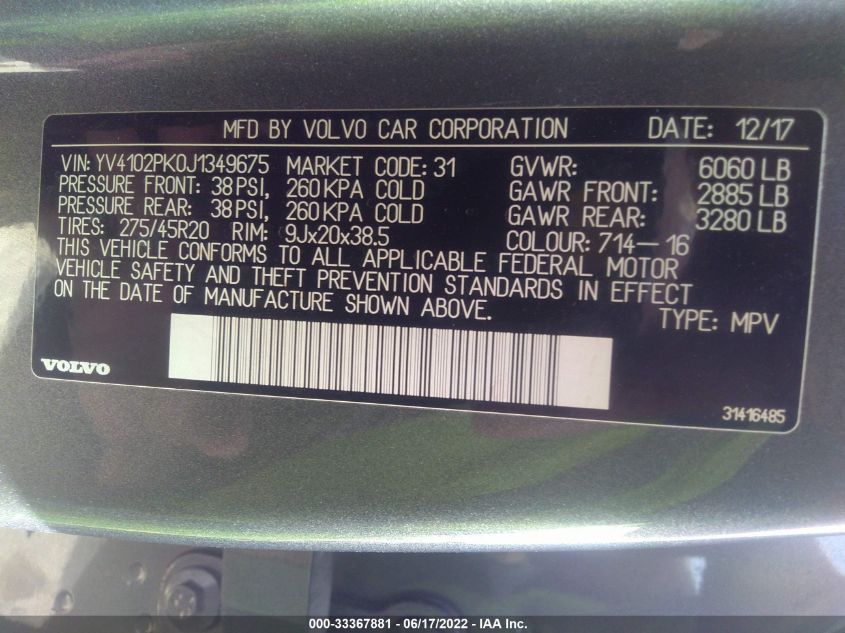 MFD BY VOLVO CAR CORPORATION DATE: 12/17
VIN: YV4102PK0J1349675 MARKET CODE: 31 GVWR: 6060 LB
PRESSURE FRONT: 38 PSI, 260 KPA COLD GAWR FRONT: 2885 LB
PRESSURE REAR: 38 PSI, 260 KPA COLD GAWR REAR: 3280 LB
TIRES: 275/45R20 RIM: 9Jx20x38.5 COLOUR: 714-16
THIS VEHICLE CONFORMS TO ALL APPLICABLE FEDERAL MOTOR
VEHICLE SAFETY AND THEFT PREVENTION STANDARDS IN EFFECT
ON THE DATE OF MANUFACTURE SHOWN ABOVE.
TYPE: MPV
VOLVO
31416485
000-33367881 - 06/17/2022 - IAA Inc.